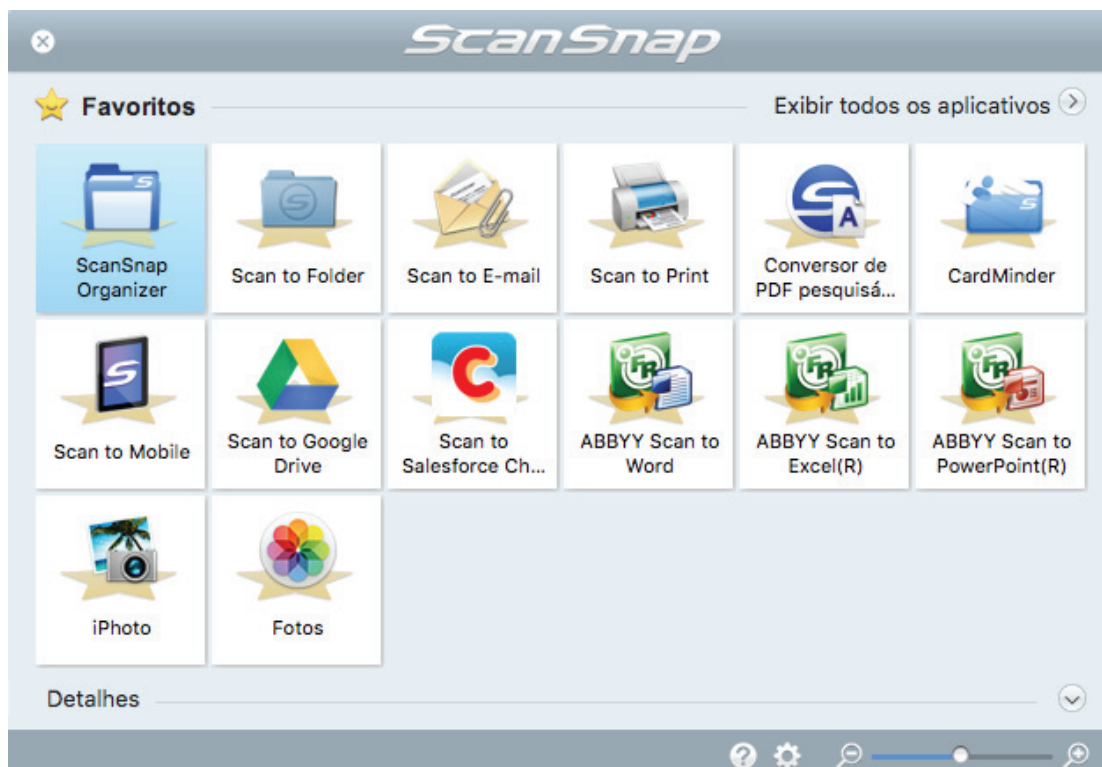 ScanSnap
Favoritos
Exibir todos os aplicativos
ScanSnap
Organizer
Scan to Folder
Scan to E-mail
Scan to Print
Conversor de
PDF pesquisá...
CardMinder
Scan to Mobile
Scan to Google
Drive
Scan to
Salesforce Ch...
ABBYY Scan to
Word
ABBYY Scan to
Excel(R)
ABBYY Scan to
PowerPoint(R)
iPhoto
Fotos
Detalhes